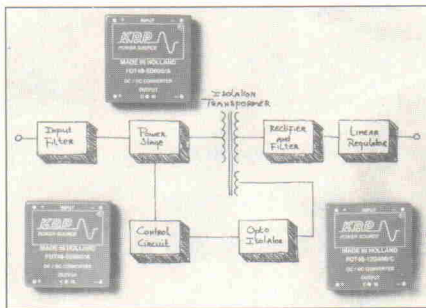 INPUT
KBP
POWER SOURCE
MADE IN HOLLAND
DC / DC CONVERTER
OUTPUT
ISOLATION
TRANSFORMER
Input
Filter
Power
Stage
Rectifier
and
Filter
Linear
Regulator
INPUT
POWER SOURCE
MADE IN HOLLAND
DC / DC CONVERTER
OUTPUT
Control
Circuit
Opto
Isolator
INPUT
POWER SOURCE
MADE IN HOLLAND
DC / DC CONVERTER
OUTPUT